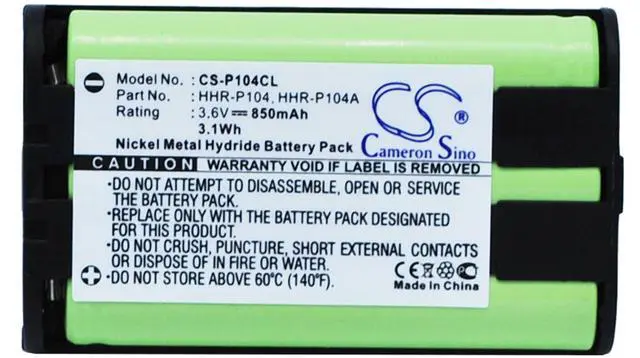 Model No. : CS-P104CL
Part No. : HHR-P104, HHR-P104A
Rating : 3.6V 850mAh
3.1Wh
Nickel Metal Hydride Battery Pack
CS
Cameron Sino
WARRANTY VOID IF LABEL IS REMOVED
•DO NOT ATTEMPT TO DISASSEMBLE, OPEN OR SERVICE
THE BATTERY PACK.
•REPLACE ONLY WITH THE BATTERY PACK DESIGNATED
FOR THIS PRODUCT.
•DO NOT CRUSH, PUNCTURE, SHORT EXTERNAL CONTACTS
OR DISPOSE OF IN FIRE OR WATER.
•DO NOT STORE ABOVE 60℃ (140℉).
CE
Made In China